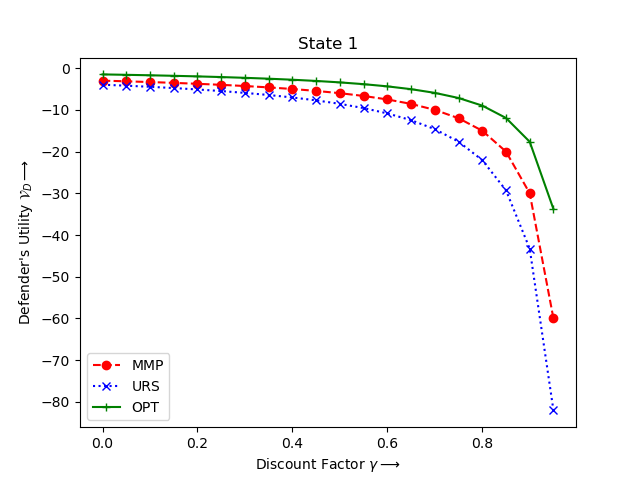 State 1
Defender's Utility 𝒱_D ⟶
0
−10
−20
−30
−40
−50
−60
−70
−80
MMP
URS
OPT
0.0 0.2 0.4 0.6 0.8
Discount Factor γ ⟶